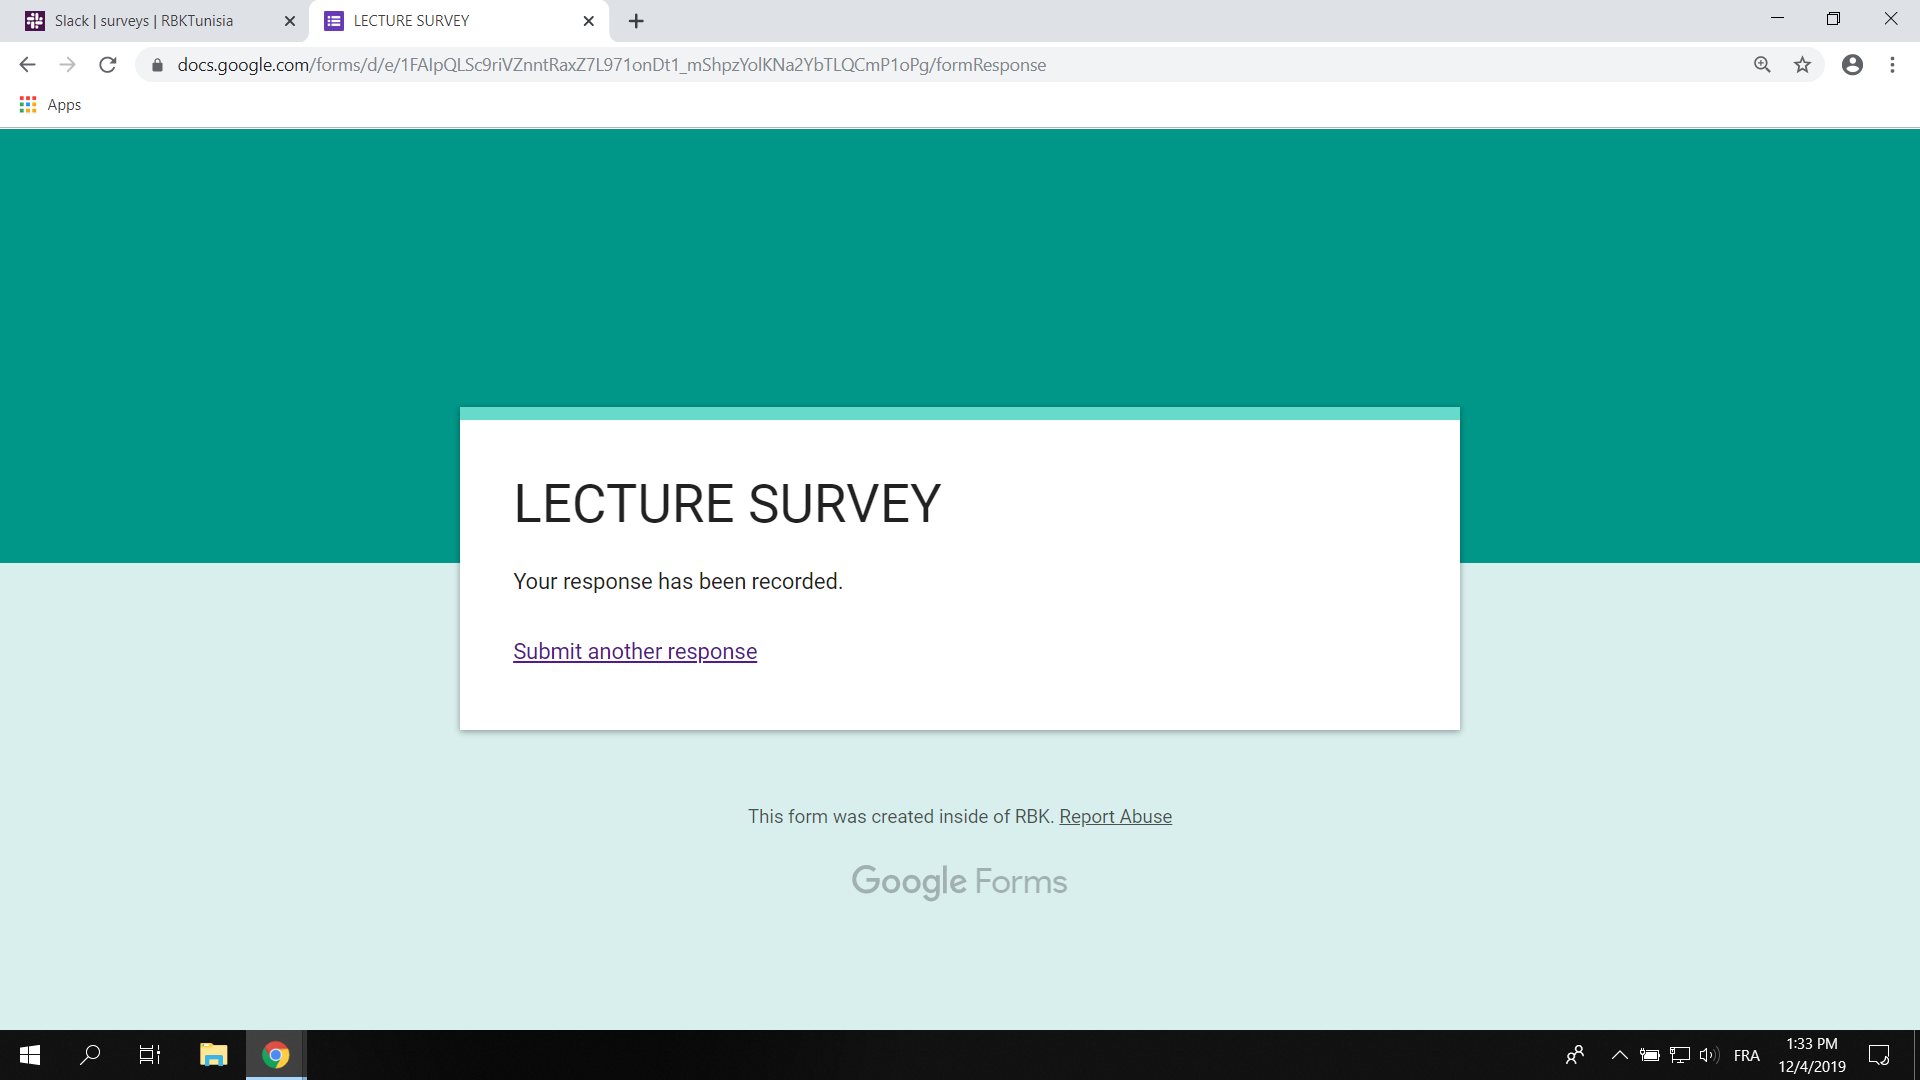 Slack | surveys | RBKTunisia
LECTURE SURVEY
docs.google.com/forms/d/e/1FAIpQLSc9riVZnntRaxZ7L971onDt1_mShpzYolKNa2YbTLQCmP1oPg/formResponse
Apps
LECTURE SURVEY
Your response has been recorded.
Submit another response
This form was created inside of RBK. Report Abuse
Google Forms
FRA
1:33 PM
12/4/2019